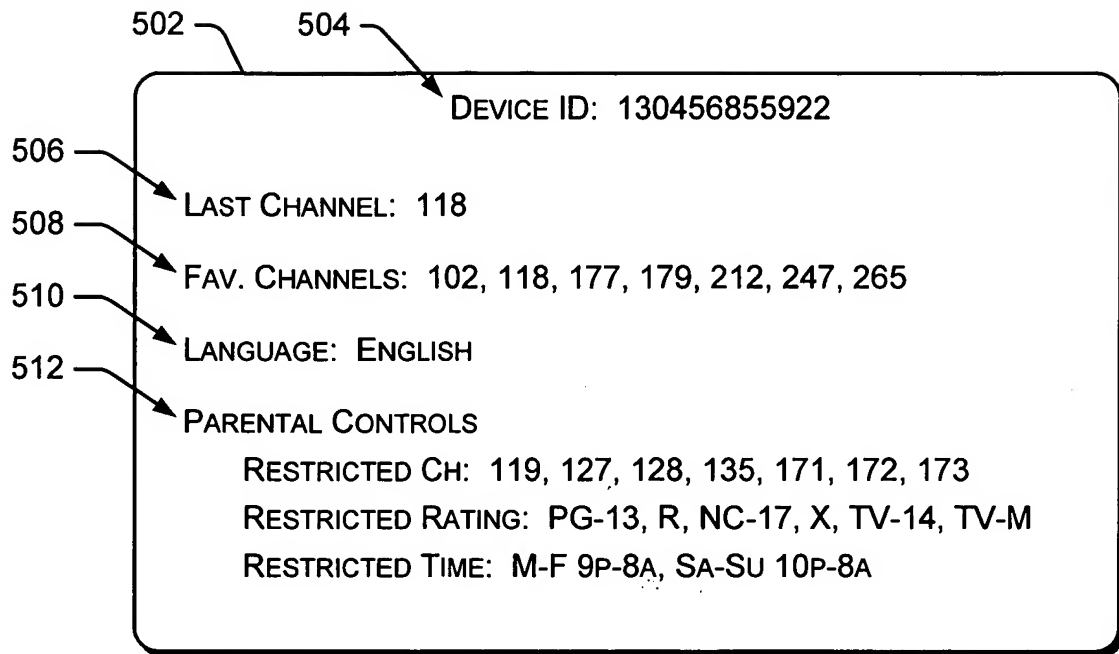 502 504
DEVICE ID: 130456855922
506
LAST CHANNEL: 118
508
FAV. CHANNELS: 102, 118, 177, 179, 212, 247, 265
510
LANGUAGE: ENGLISH
512
PARENTAL CONTROLS
RESTRICTED CH: 119, 127, 128, 135, 171, 172, 173
RESTRICTED RATING: PG-13, R, NC-17, X, TV-14, TV-M
RESTRICTED TIME: M-F 9P-8A, SA-SU 10P-8A